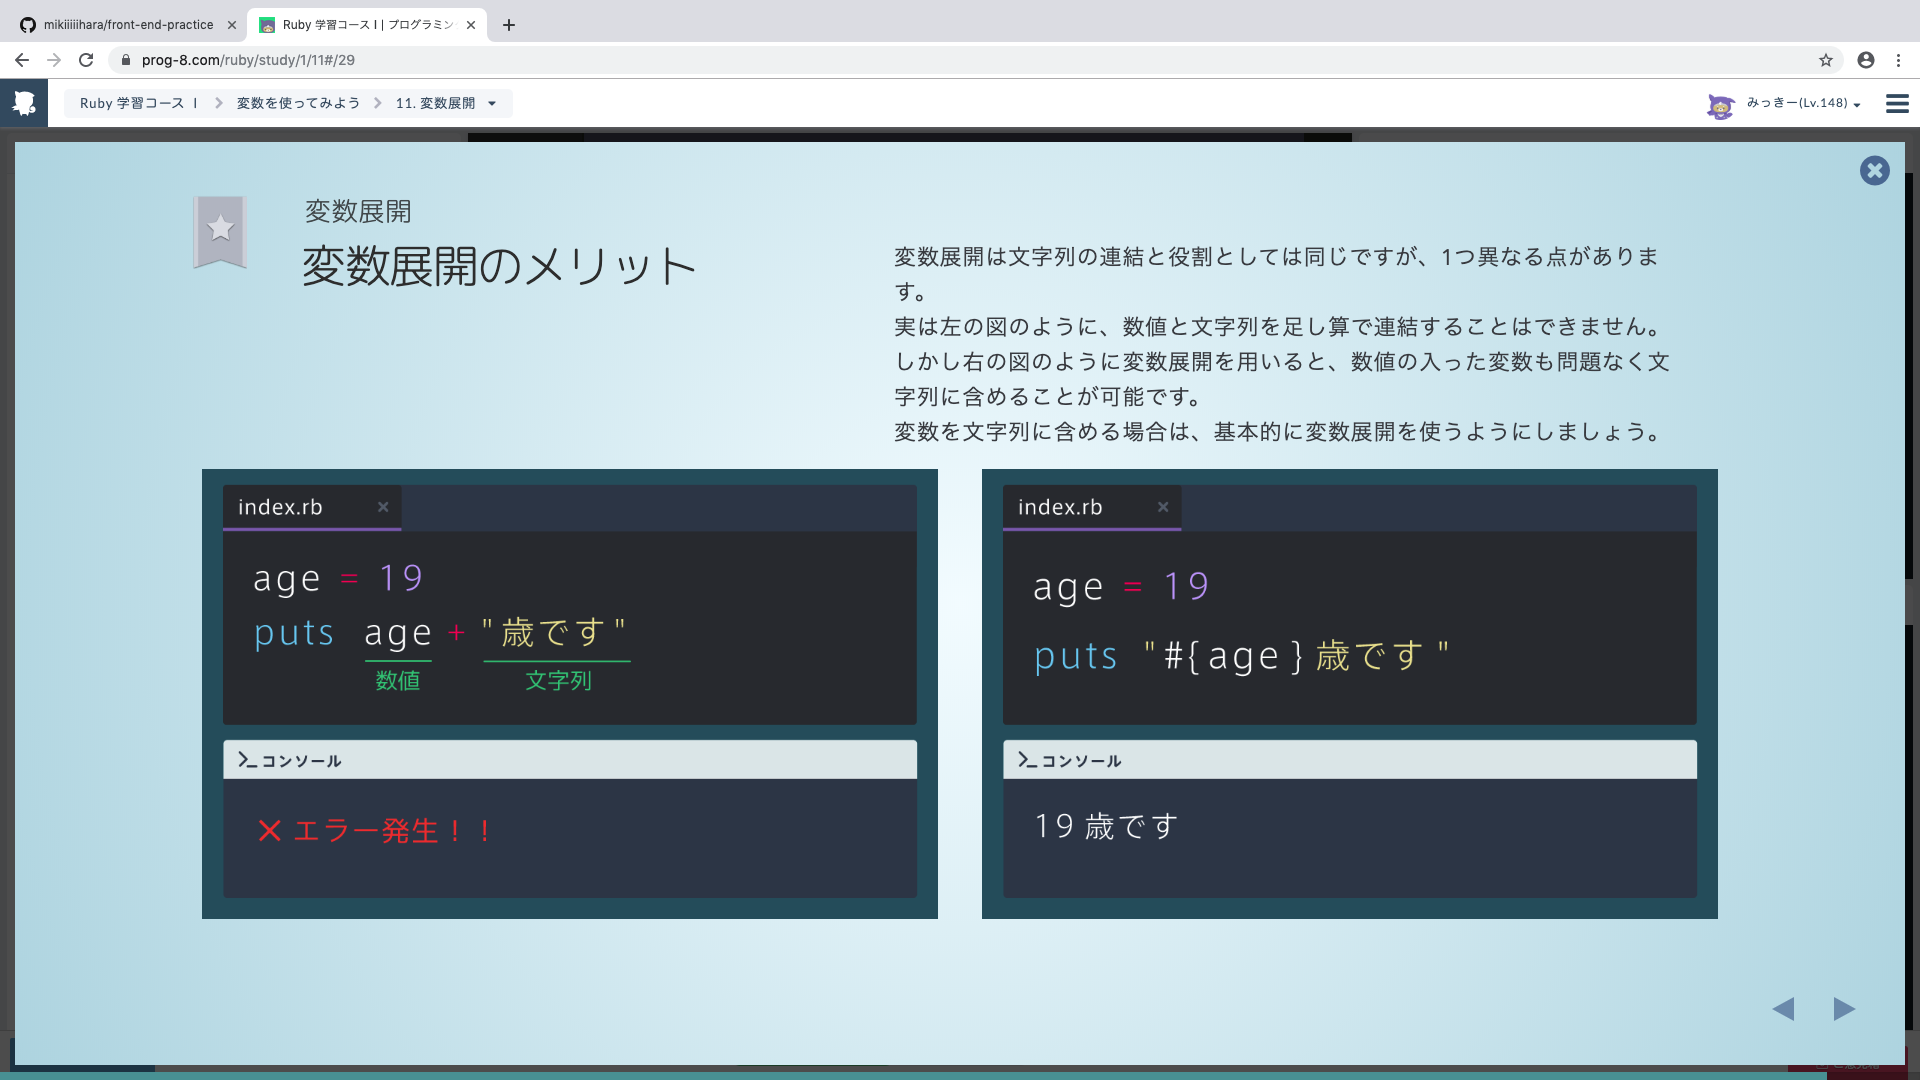 mikiiiiihara/front-end-practice
Ruby 学習コース I | プログラミン
prog-8.com/ruby/study/1/11#/29
Ruby 学習コース I
変数を使ってみよう
11. 変数展開
みっきー(Lv.148)
変数展開
変数展開のメリット
変数展開は文字列の連結と役割としては同じですが、1つ異なる点がありま
す。
実は左の図のように、数値と文字列を足し算で連結することはできません。
しかし右の図のように変数展開を用いると、数値の入った変数も問題なく文
字列に含めることが可能です。
変数を文字列に含める場合は、基本的に変数展開を使うようにしましょう。
index.rb
age = 19
puts age + "歳です"
数値 文字列
コンソール
エラー発生！！
index.rb
age = 19
puts "#{age}歳です"
コンソール
19歳です